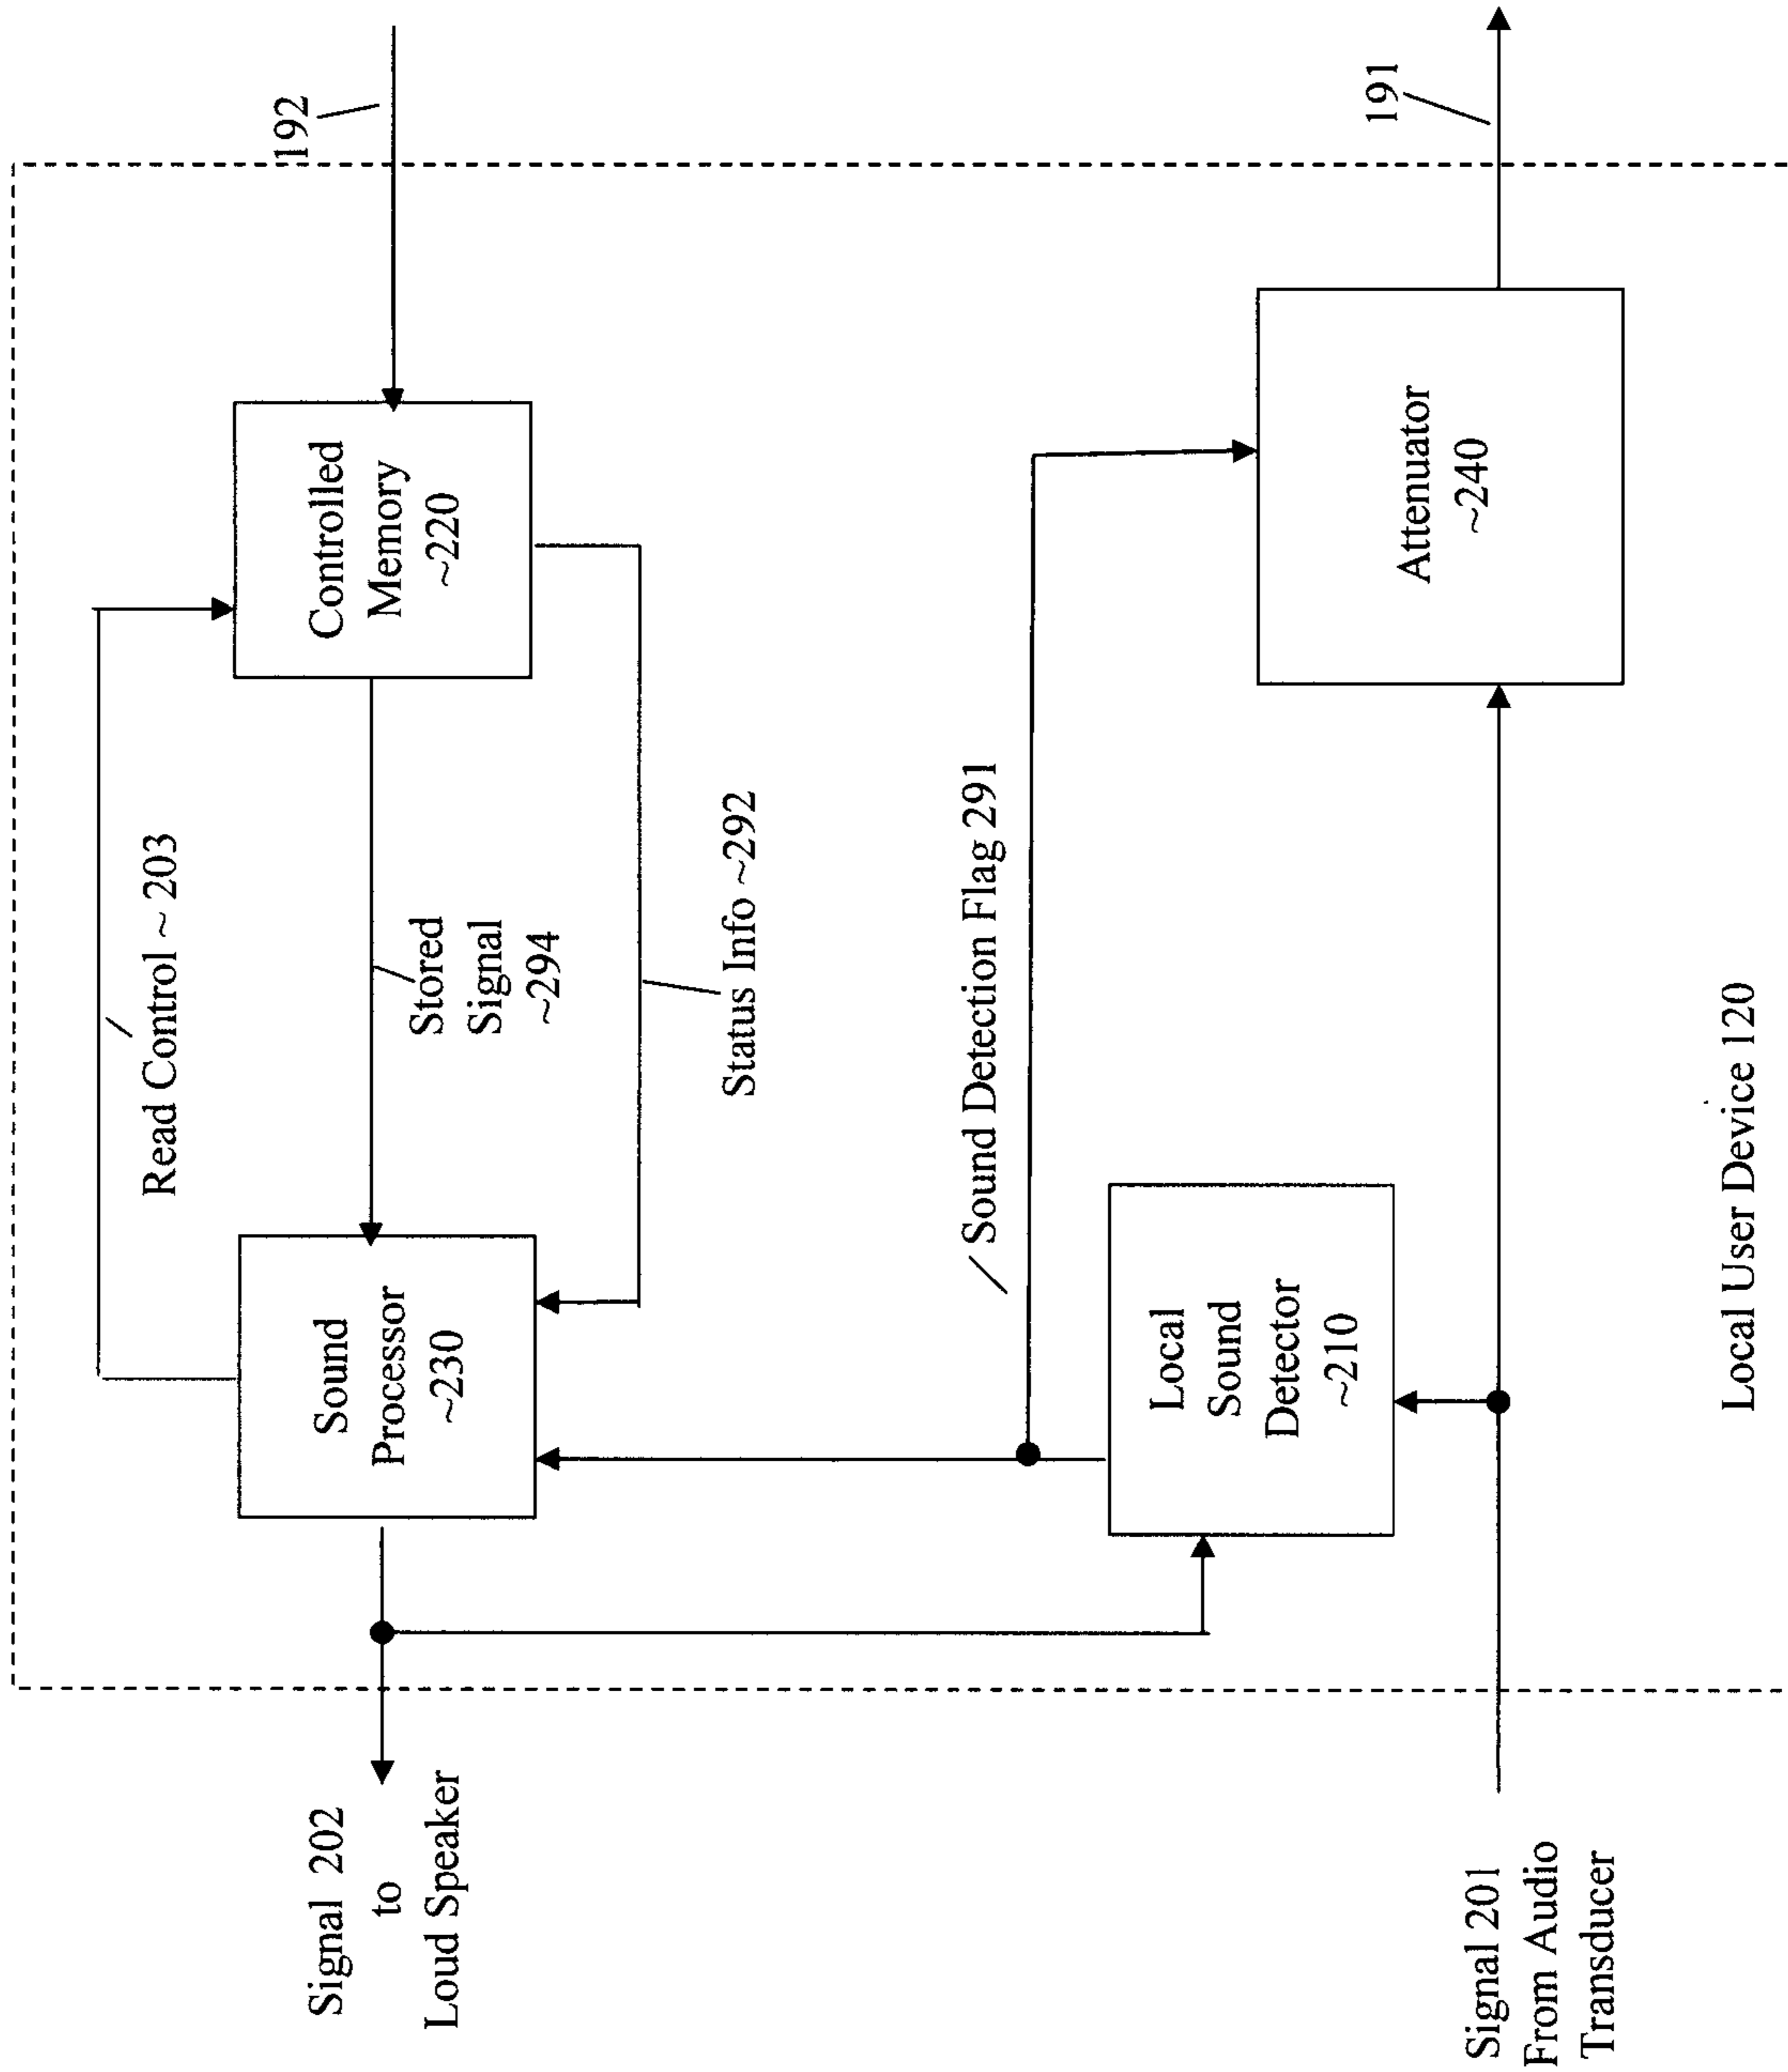 192
191
Read Control ~ 203
Controlled
Memory
~220
Stored
Signal
~294
Status Info ~292
Sound
Processor
~230
Sound Detection Flag 291
Attenuator
~240
Local
Sound
Detector
~210
Signal 202
to
Loud Speaker
Signal 201
From Audio
Transducer
Local User Device 120